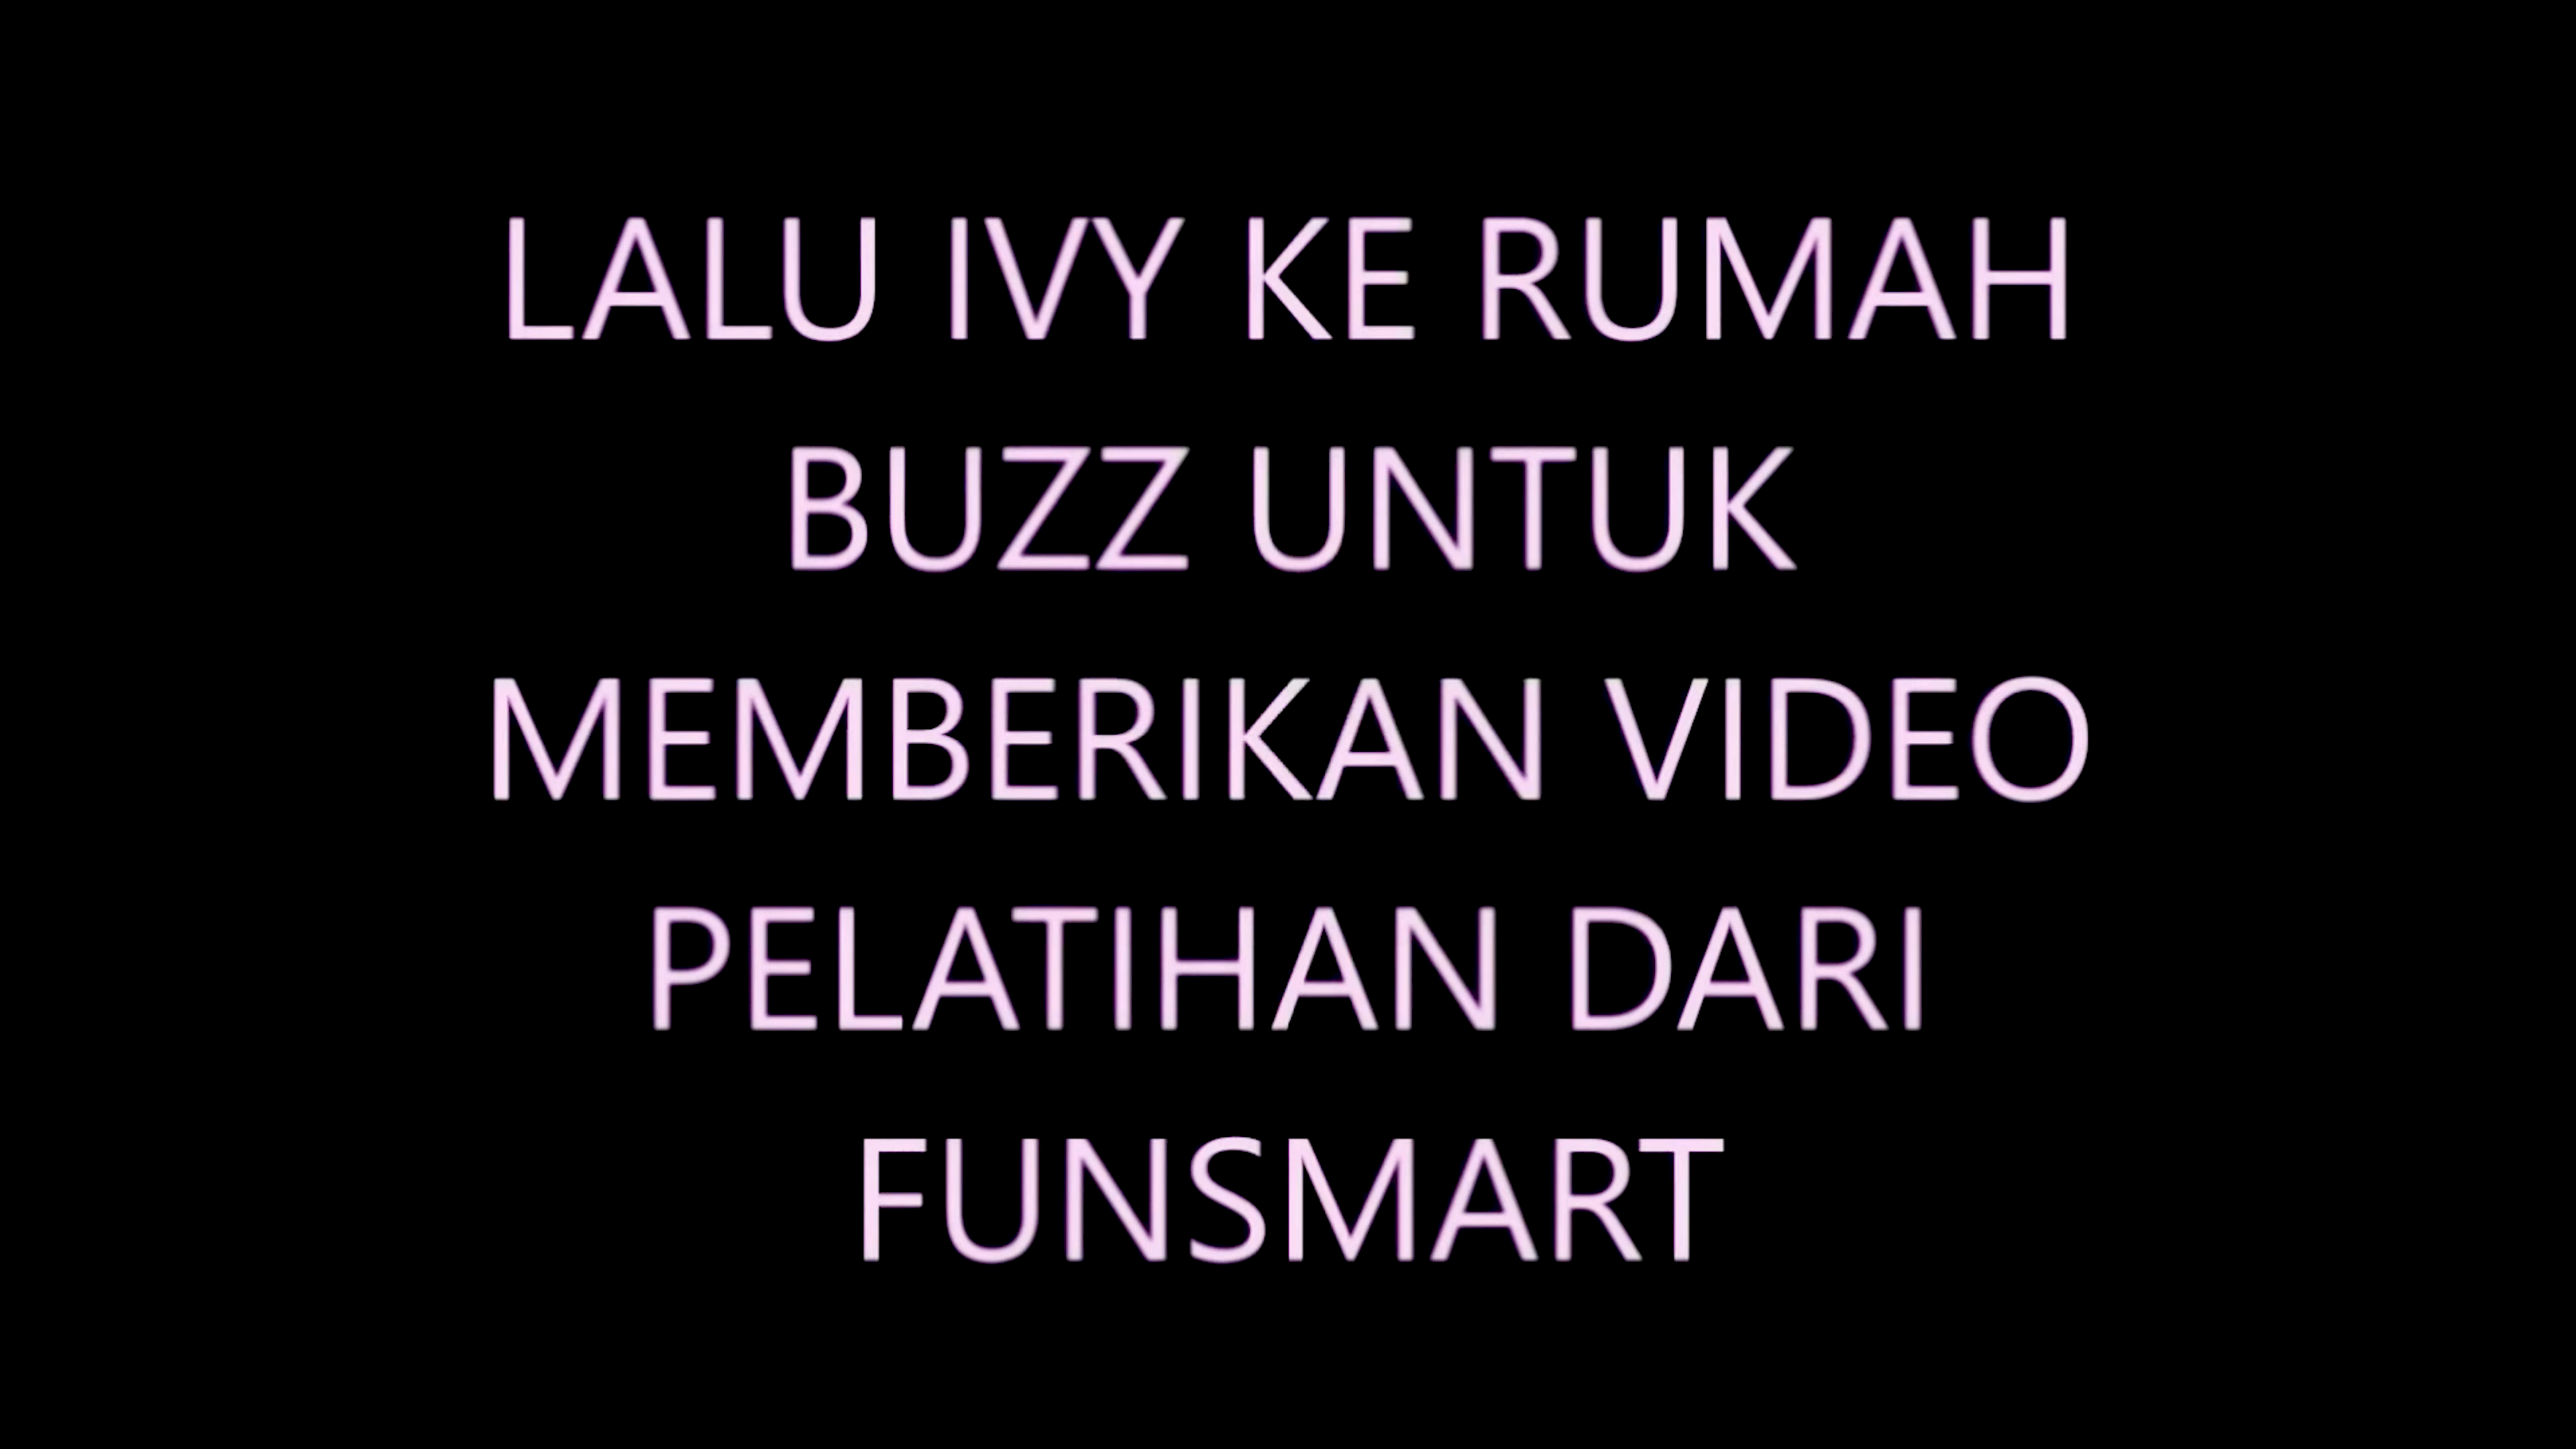 LALU IVY KE RUMAH
BUZZ UNTUK
MEMBERIKAN VIDEO
PELATIHAN DARI
FUNSMART